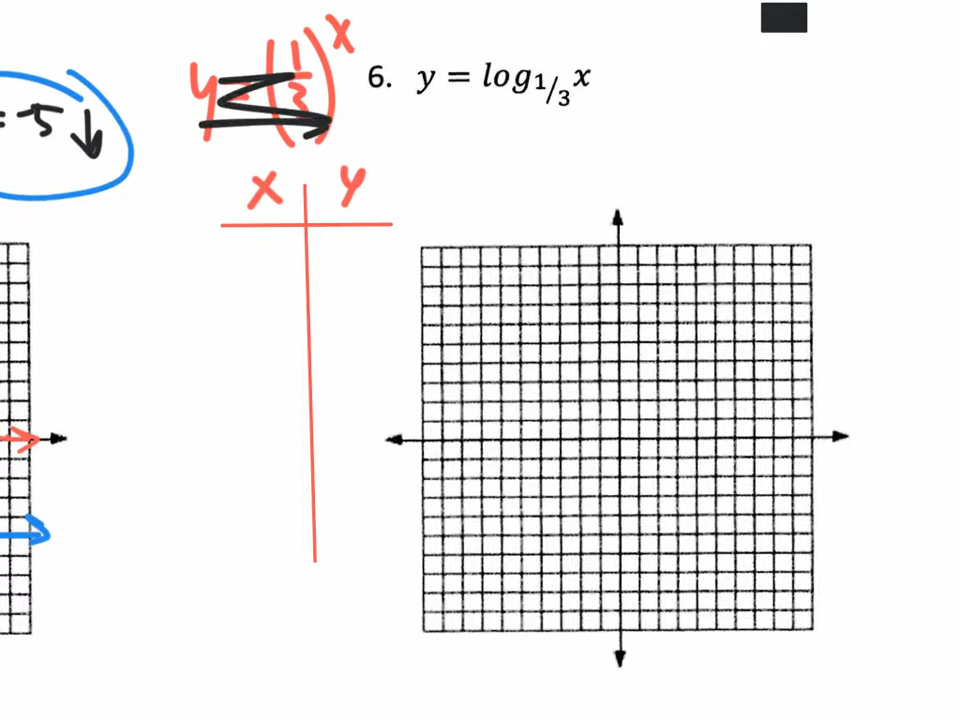 = -5 ↓
y = (1/3)^x
6. y = log1/3 x
x y